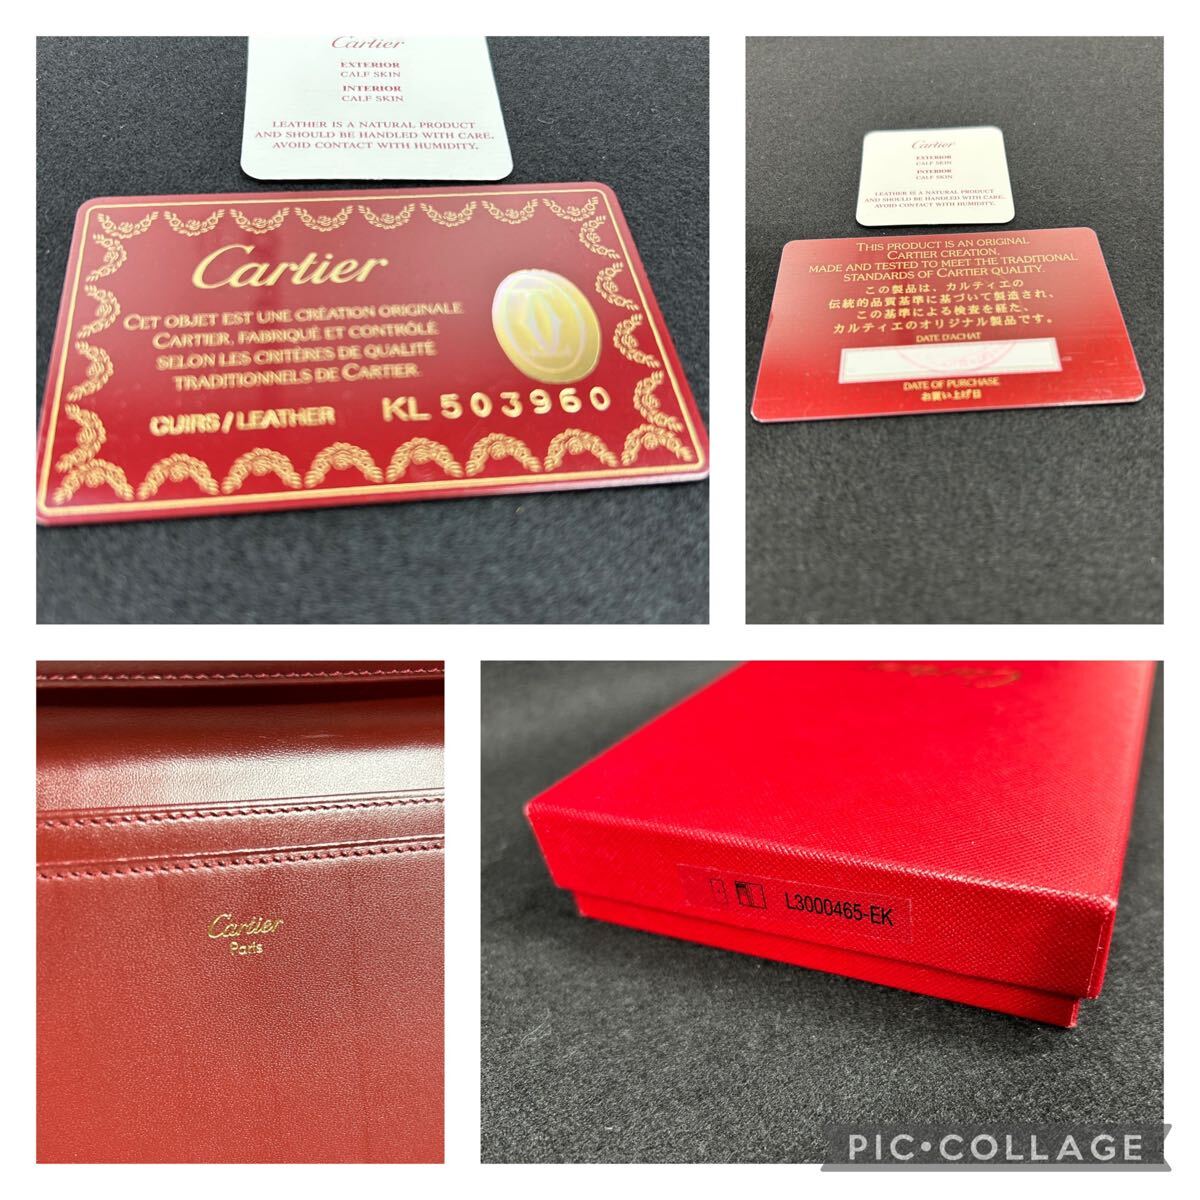 Cartier
EXTERIOR
CALF SKIN
INTERIOR
CALF SKIN
LEATHER IS A NATURAL PRODUCT
AND SHOULD BE HANDLED WITH CARE.
AVOID CONTACT WITH HUMIDITY.
Cartier
CET OBJET EST UNE CRÉATION ORIGINALE
CARTIER, FABRIQUÉ ET CONTRÔLÉ
SELON LES CRITÈRES DE QUALITÉ
TRADITIONNELS DE CARTIER.
CUIRS/LEATHER
KL 503960
Cartier
EXTERIOR
CALF SKIN
INTERIOR
CALF SKIN
LEATHER IS A NATURAL PRODUCT
AND SHOULD BE HANDLED WITH CARE.
AVOID CONTACT WITH HUMIDITY.
THIS PRODUCT IS AN ORIGINAL
CARTIER CREATION,
MADE AND TESTED TO MEET THE TRADITIONAL
STANDARDS OF CARTIER QUALITY.
この製品は、カルティエの
伝統的品質基準に基づいて製造され、
この基準による検査を経た、
カルティエのオリジナル製品です。
DATE D'ACHAT
DATE OF PURCHASE
お買い上げ日
Cartier
Paris
Cartier
L3000465-EK
PIC•COLLAGE